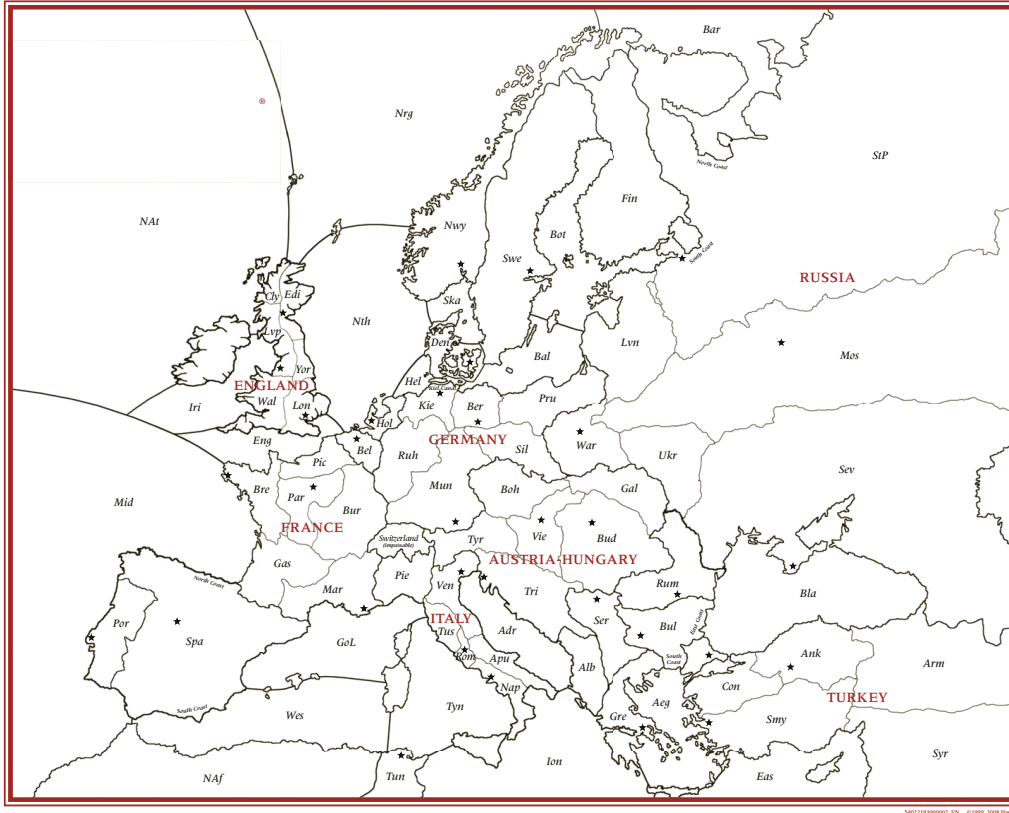 Bar
®
Nrg
StP
North Coast
NAt
Fin
Nwy
Bot
Swe
South Coast
RUSSIA
Cly
Edi
Ska
Nth
Lvp
Den
Lvn
Bal
Mos
Yor
Hel
ENGLAND
Kiel Canal
Wal
Lon
Iri
Kie
Ber
Pru
Hol
Eng
GERMANY
Bel
Ruh
Sil
War
Ukr
Pic
Sev
Bre
Par
Mun
Boh
Gal
Mid
Bur
FRANCE
Switzerland
(impassable)
Tyr
Vie
Bud
AUSTRIA-HUNGARY
Gas
North Coast
Mar
Pie
Ven
Tri
Rum
Bla
Por
Spa
GoL
ITALY
Tus
Adr
Ser
Bul
East Coast
Rom
Apu
Alb
South
Coast
Ank
Arm
Nap
Con
TURKEY
South Coast
Wes
Tyn
Gre
Aeg
Smy
NAf
Tun
Ion
Eas
Syr